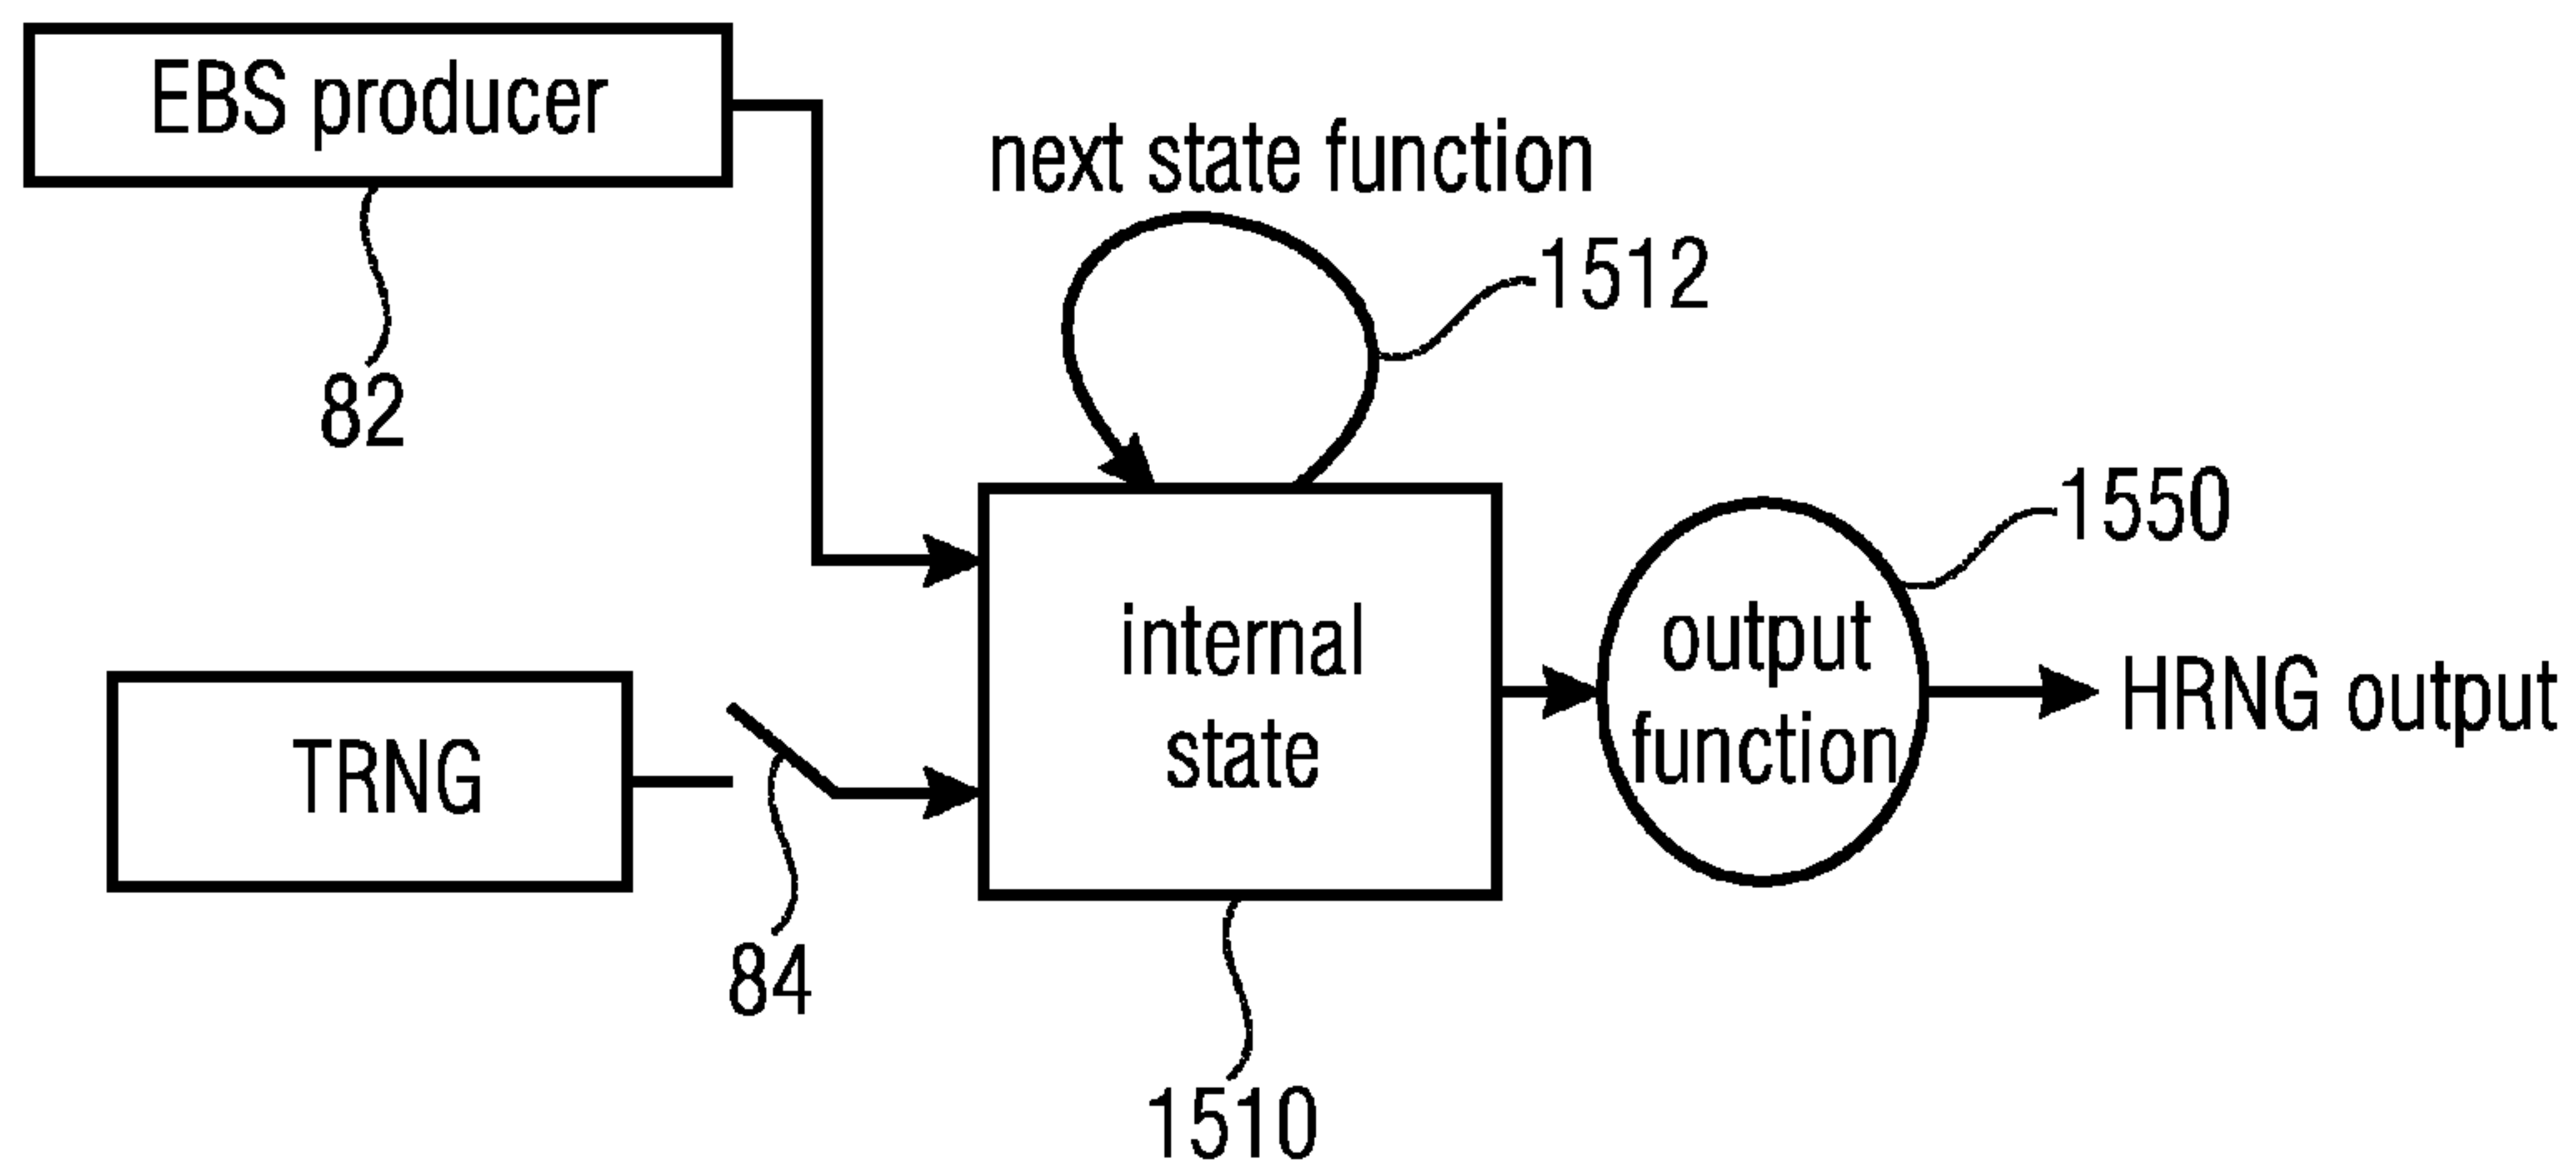 EBS producer
next state function
1512
82
1550
internal
state
output
function
HRNG output
TRNG
84
1510